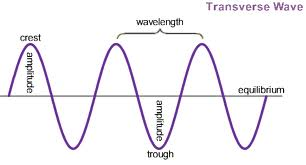 Transverse Wave
wavelength
crest
amplitude
equilibrium
amplitude
trough